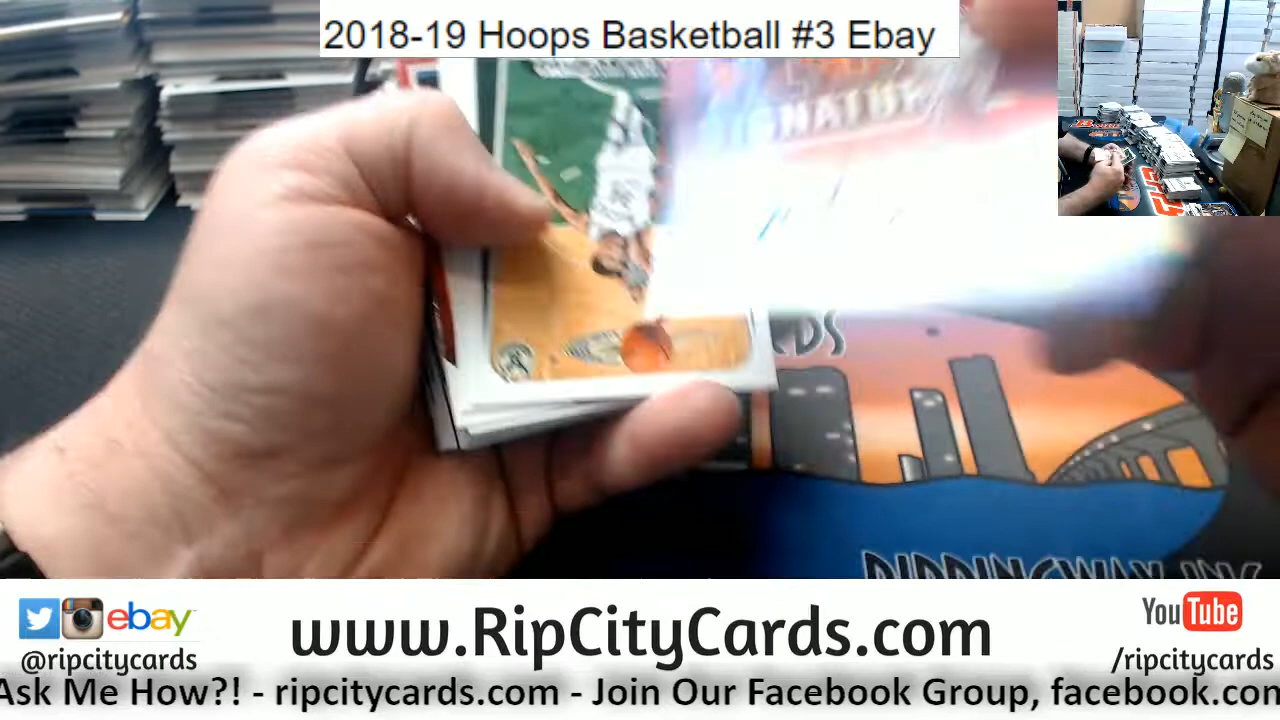 2018-19 Hoops Basketball #3 Ebay
ebay
@ripcitycards
www.RipCityCards.com
YouTube
/ripcitycards
Ask Me How?! - ripcitycards.com - Join Our Facebook Group, facebook.con